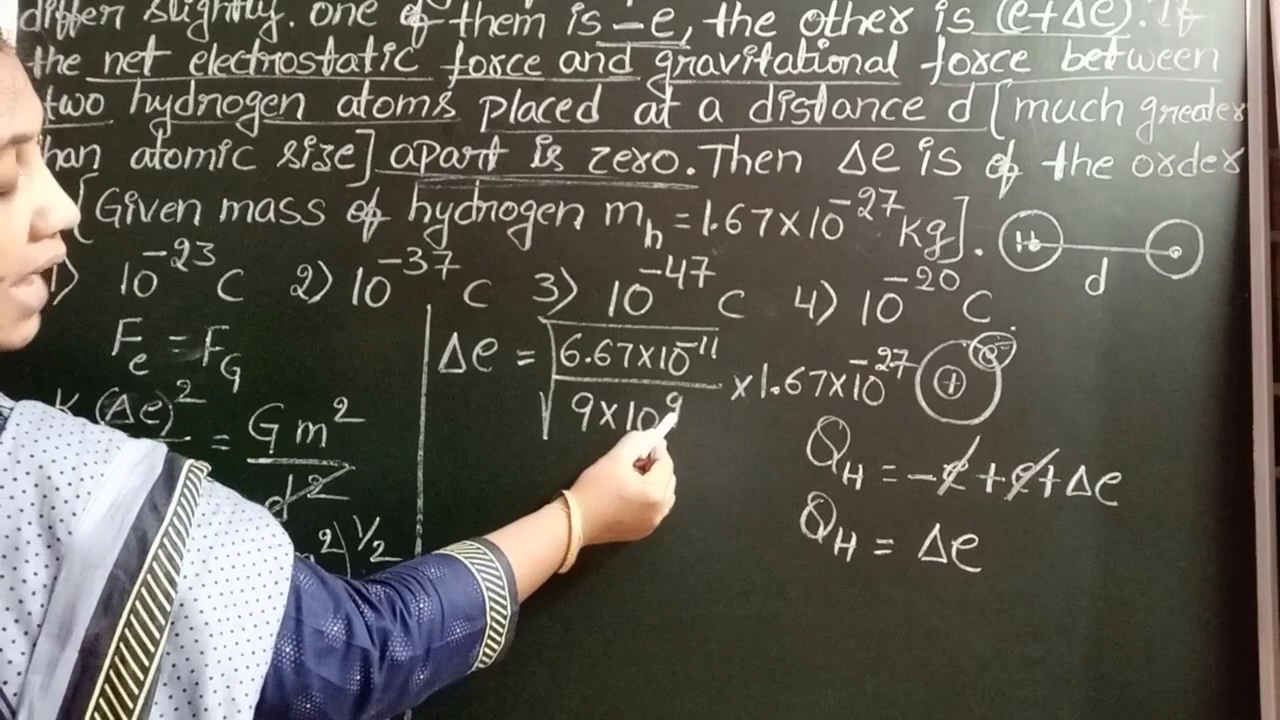 differ slightly. one of them is -e, the other is (e+Δe). If
the net electrostatic force and gravitational force between
two hydrogen atoms placed at a distance d [much greater
than atomic size] apart is zero. Then Δe is of the order
[Given mass of hydrogen m_h = 1.67×10^-27 kg].
1) 10^-23 C 2) 10^-37 C 3) 10^-47 C 4) 10^-20 C
H
d
F_e = F_G
K (Δe)^2 = G m^2
d^2
2) 1/2
Δe = √(6.67×10^-11 / 9×10^9) × 1.67×10^-27
+
e^-
Q_H = -e + e + Δe
Q_H = Δe